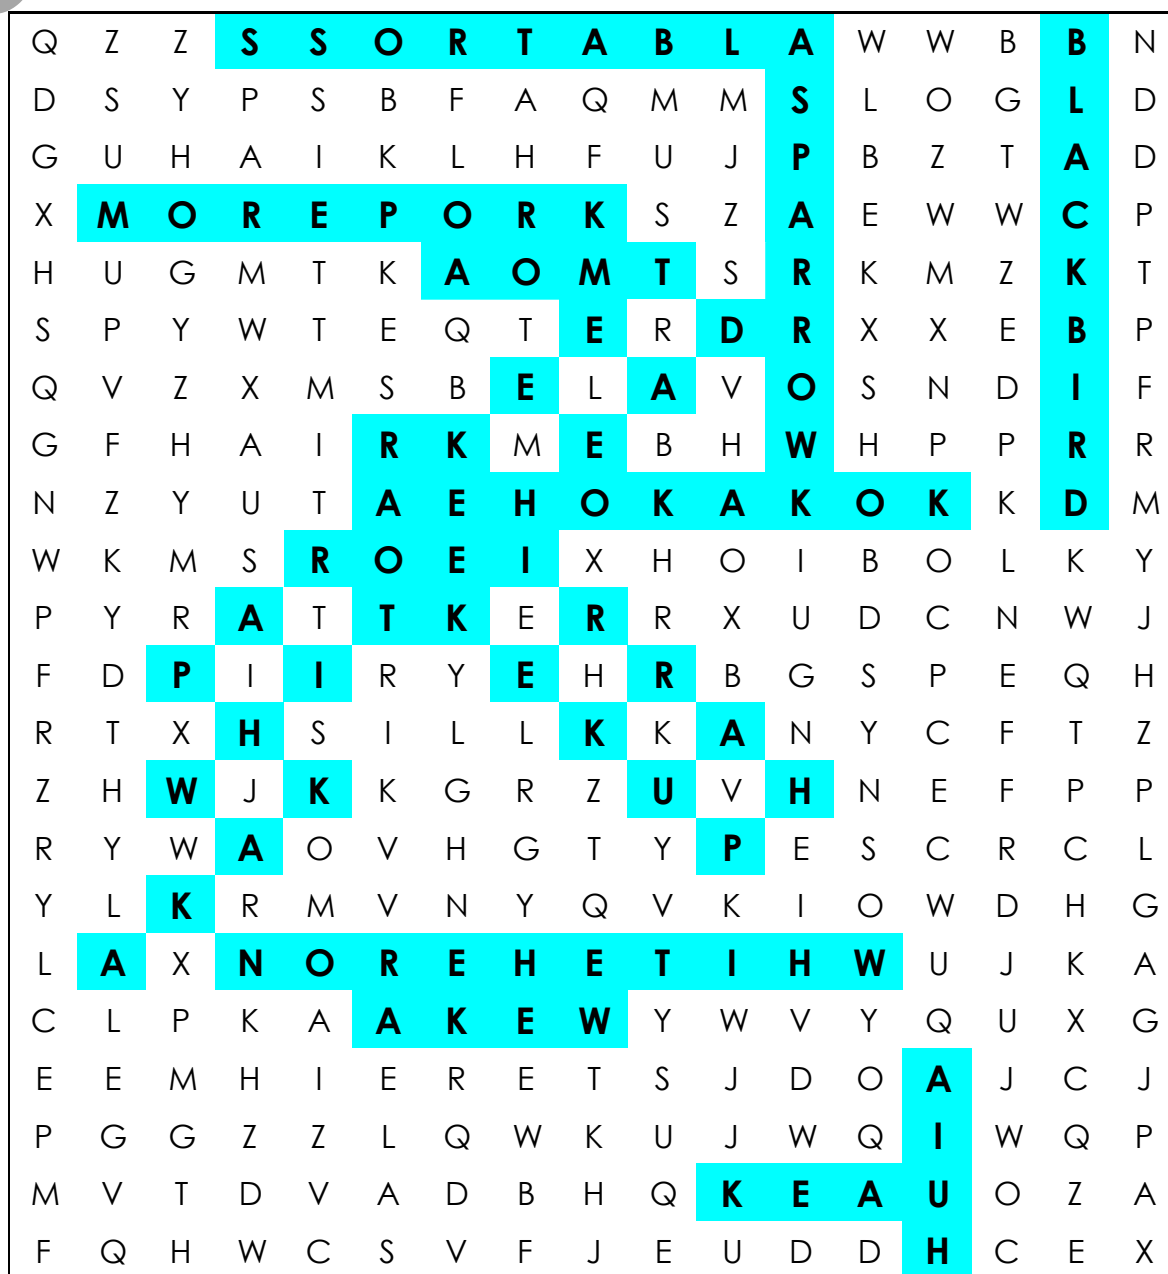 Q Z Z S S O R T A B L A W W B B N
D S Y P S B F A Q M M S L O G L D
G U H A I K L H F U J P B Z T A D
X M O R E P O R K S Z A E W W C P
H U G M T K A O M T S R K M Z K T
S P Y W T E Q T E R D R X X E B P
Q V Z X M S B E L A V O S N D I F
G F H A I R K M E B H W H P P R R
N Z Y U T A E H O K A K O K K D M
W K M S R O E I X H O I B O L K Y
P Y R A T T K E R R X U D C N W J
F D P I I R Y E H R B G S P E Q H
R T X H S I L L K K A N Y C F T Z
Z H W J K K G R Z U V H N E F P P
R Y W A O V H G T Y P E S C R C L
Y L K R M V N Y Q V K I O W D H G
L A X N O R E H E T I H W U J K A
C L P K A A K E W Y W V Y Q U X G
E E M H I E R E T S J D O A J C J
P G G Z Z L Q W K U J W Q I W Q P
M V T D V A D B H Q K E A U O Z A
F Q H W C S V F J E U D D H C E X